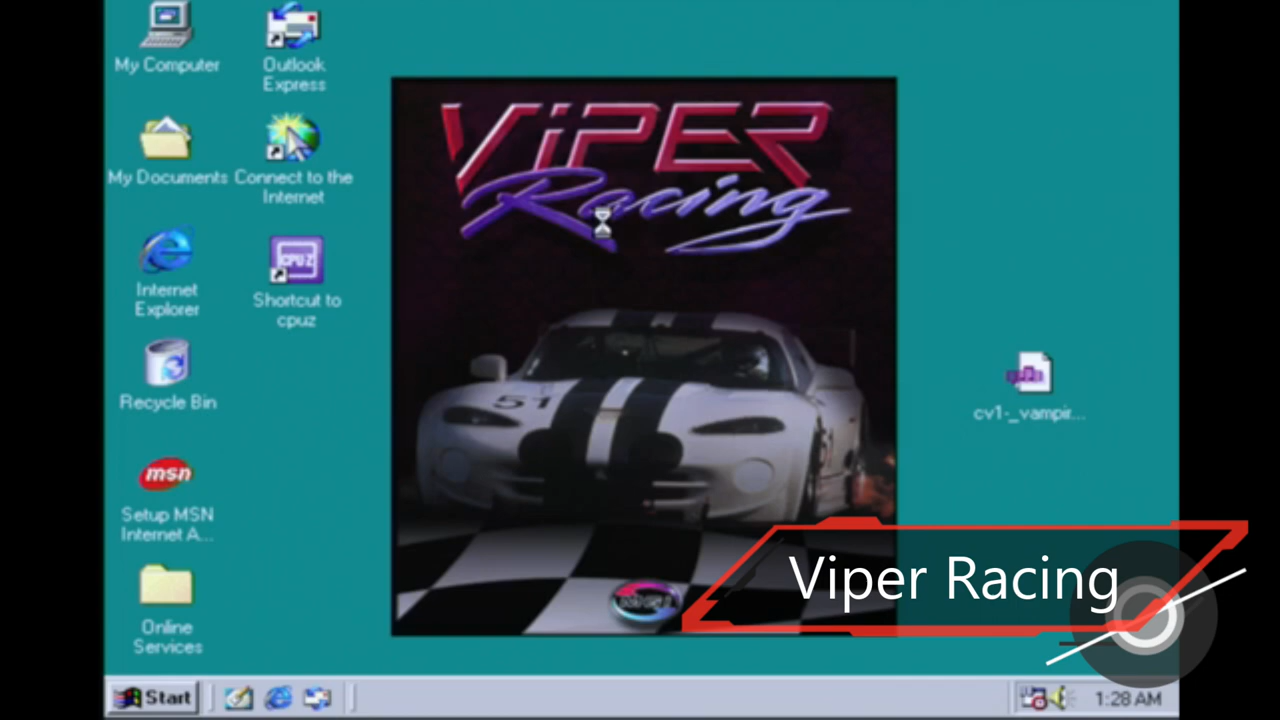 My Computer
Outlook
Express
My Documents
Connect to the
Internet
Internet
Explorer
CPU-Z
Shortcut to
cpuz
Recycle Bin
msn
Setup MSN
Internet A...
Online
Services
VIPER
Racing
51
cv1-_vampir...
Viper Racing
Start
1:28 AM